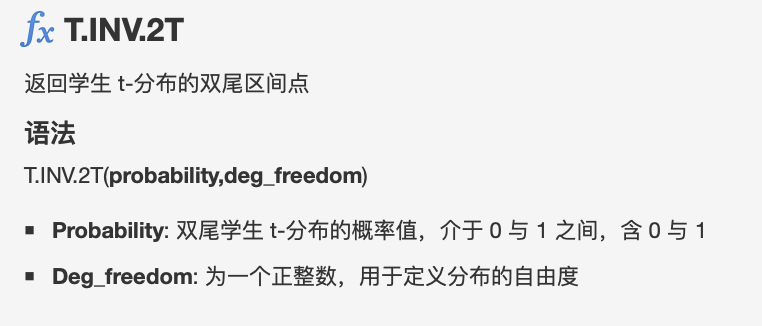 fx T.INV.2T
返回学生 t-分布的双尾区间点
语法
T.INV.2T(probability,deg_freedom)
▪ Probability: 双尾学生 t-分布的概率值，介于 0 与 1 之间，含 0 与 1
▪ Deg_freedom: 为一个正整数，用于定义分布的自由度